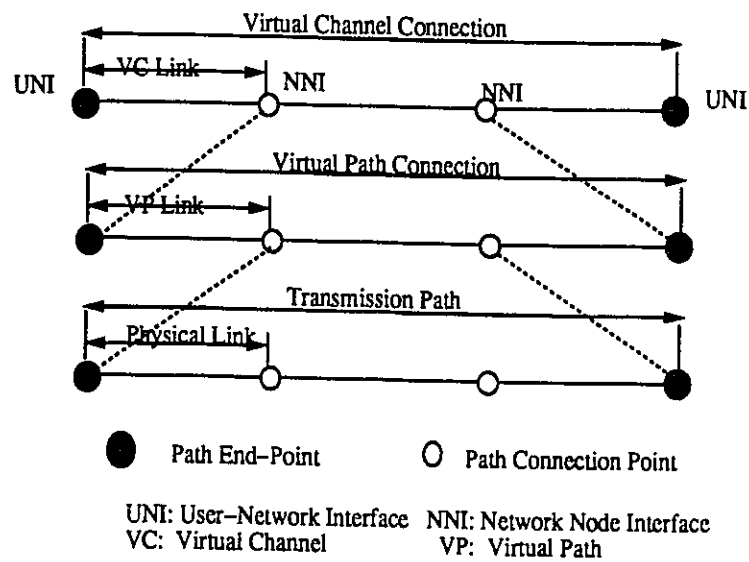 Virtual Channel Connection
VC Link
UNI
NNI
NNI
UNI
Virtual Path Connection
VP Link
Transmission Path
Physical Link
Path End-Point
Path Connection Point
UNI: User-Network Interface
NNI: Network Node Interface
VC: Virtual Channel
VP: Virtual Path